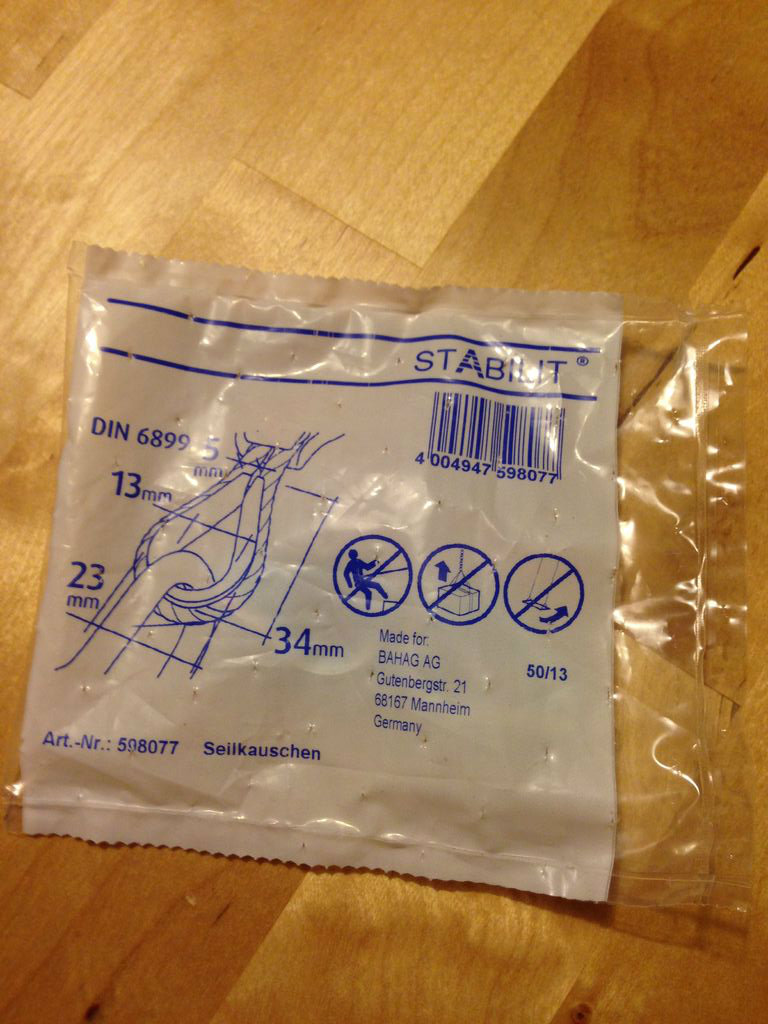 STABILIT®
4 004947 598077
DIN 6899
5 mm
13mm
23 mm
34mm
Made for:
BAHAG AG
Gutenbergstr. 21
68167 Mannheim
Germany
50/13
Art.-Nr.: 598077 Seilkauschen